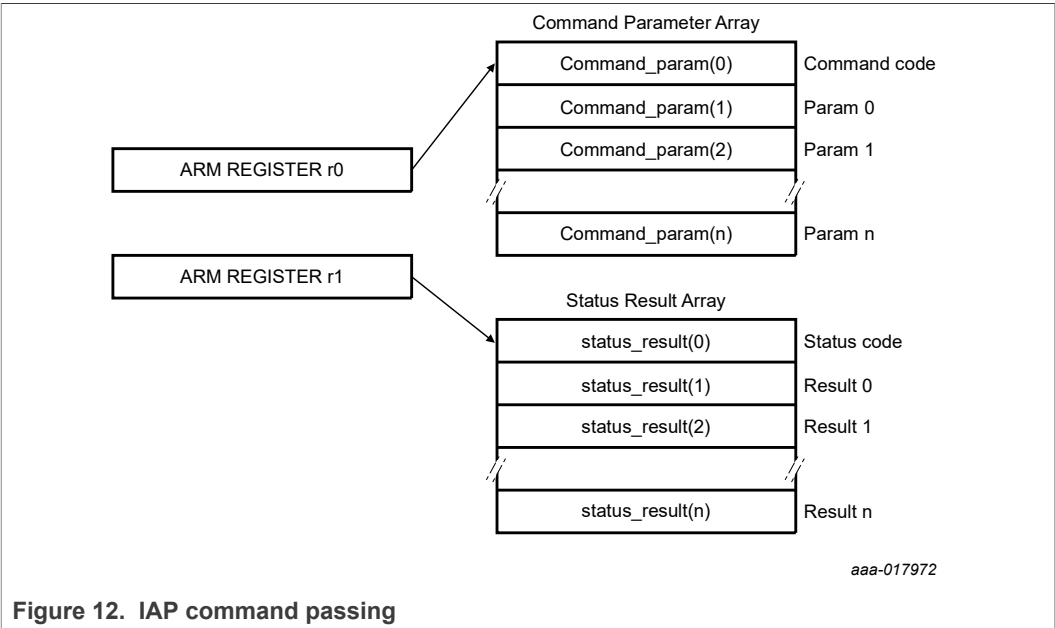 Command Parameter Array
Command_param(0) Command code
Command_param(1) Param 0
Command_param(2) Param 1
ARM REGISTER r0
Command_param(n) Param n
ARM REGISTER r1
Status Result Array
status_result(0) Status code
status_result(1) Result 0
status_result(2) Result 1
status_result(n) Result n
aaa-017972
Figure 12. IAP command passing